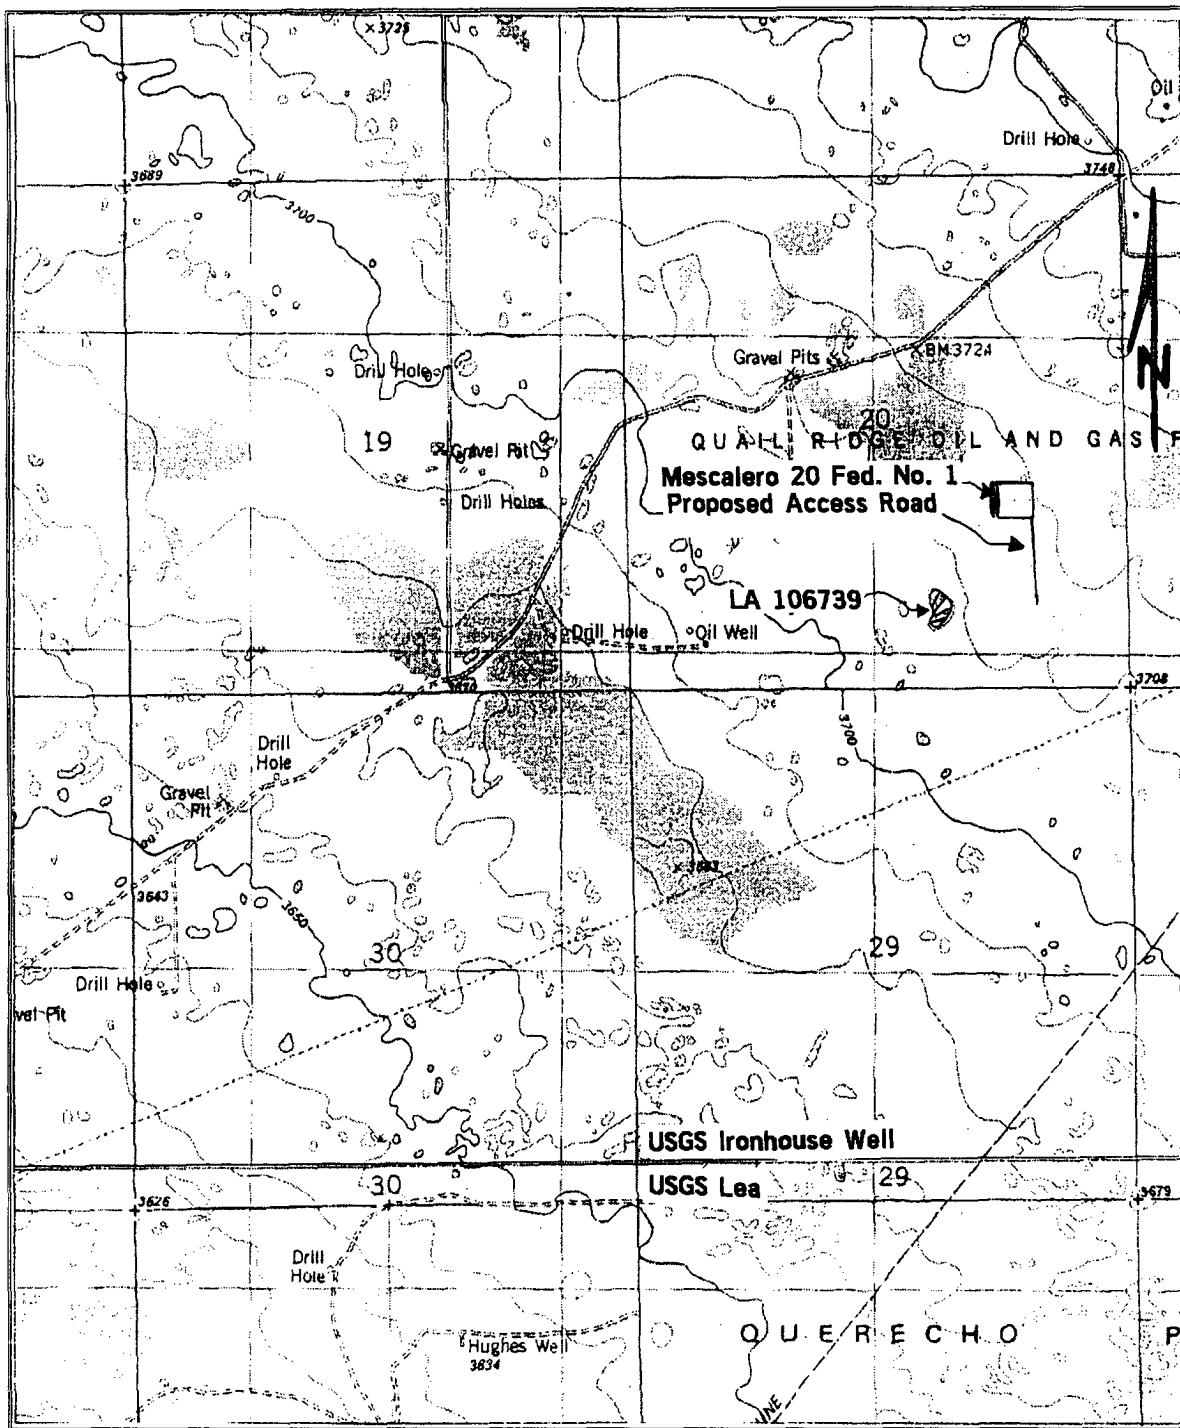 ×3725
Oil
Drill Hole
3689
3748
3700
N
BM 3724
Gravel Pits
Drill Hole
19
20
QUAIL RIDGE OIL AND GAS F
Gravel Pit
Mescalero 20 Fed. No. 1
Proposed Access Road
Drill Holes
LA 106739
Drill Hole
Oil Well
3708
3700
Drill
Hole
Gravel
Pit
3643
3650
30
29
Drill Hole
vel Pit
USGS Ironhouse Well
USGS Lea
30
29
3626
3679
Drill
Hole
QUERECHO P
Hughes Well
3634